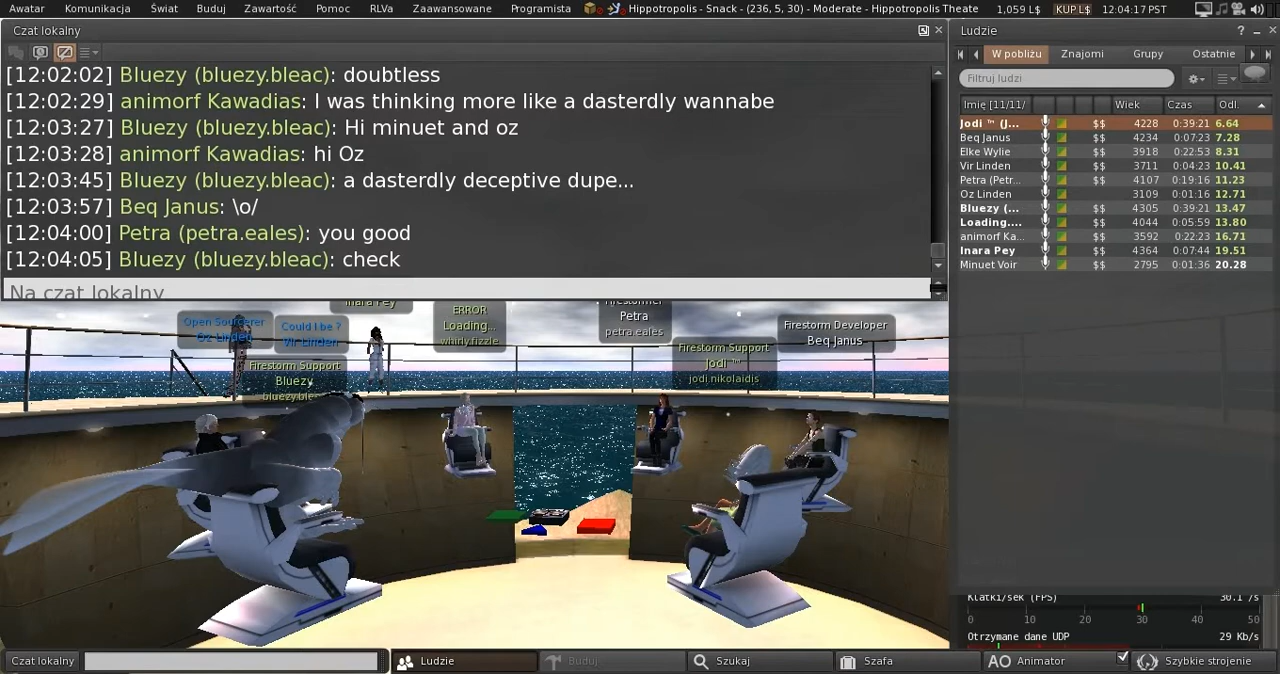 Awatar Komunikacja Świat Buduj Zawartość Pomoc RLVa Zaawansowane Programista Hippotropolis - Snack - (236, 5, 30) - Moderate - Hippotropolis Theate 1,059 L$ KUP L$ 12:04:17 PST
Czat lokalny
[12:02:02] Bluezy (bluezy.bleac): doubtless
[12:02:29] animorf Kawadias: I was thinking more like a dasterdly wannabe
[12:03:27] Bluezy (bluezy.bleac): Hi minuet and oz
[12:03:28] animorf Kawadias: hi Oz
[12:03:45] Bluezy (bluezy.bleac): a dasterdly deceptive dupe...
[12:03:57] Beq Janus: \o/
[12:04:00] Petra (petra.eales): you good
[12:04:05] Bluezy (bluezy.bleac): check
Na czat lokalny
Ludzie
W pobliżu Znajomi Grupy Ostatnie
Filtruj ludzi
Imię [11/11/ Wiek Czas Odl.
Jodi ™ (J... $$ 4228 0:39:21 6.64
Beq Janus $$ 4234 0:07:23 7.28
Elke Wylie $$ 3918 0:22:53 8.31
Vir Linden $$ 3711 0:04:23 10.41
Petra (Petr... $$ 4107 0:19:16 11.23
Oz Linden 3109 0:01:16 12.71
Bluezy (... $$ 4305 0:39:21 13.47
Loading.... $$ 4044 0:05:59 13.80
animorf Ka... $$ 3592 0:22:23 16.71
Inara Pey $$ 4364 0:07:44 19.51
Minuet Voir $$ 2795 0:01:36 20.28
Inara Pey
Open Sourcerer
Oz Linden
Could I be ?
Vir Linden
Firestorm Support
Bluezy
ERROR
Loading...
whirly.fizzle
Firestormer
Petra
petra.eales
Firestorm Support
Jodi ™
jodi.nikolaidis
Firestorm Developer
Beq Janus
Klatki/sek (FPS) 30.1 /s
0 10 20 30 40 50
Otrzymane dane UDP 29 Kb/s
Czat lokalny Ludzie Buduj Szukaj Szafa AO Animator Szybkie strojenie